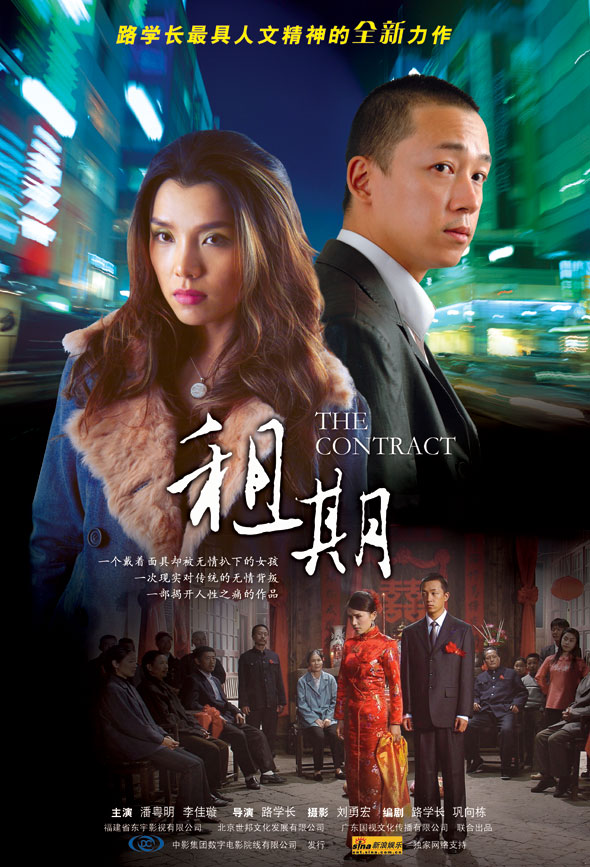 路学长最具人文精神的全新力作
THE
CONTRACT
租期
一个戴着面具却被无情扒下的女孩
一次现实对传统的无情背叛
一部揭开人性之痛的作品
主演 潘粤明 李佳璇 导演 路学长 摄影 刘勇宏 编剧 路学长 巩向栋
福建省东宇影视有限公司 北京世邦文化发展有限公司 广东国视文化传播有限公司 联合出品
DC 中影集团数字电影院线有限公司 发行 sina 新浪娱乐 独家网络支持
ent.sina.com.cn